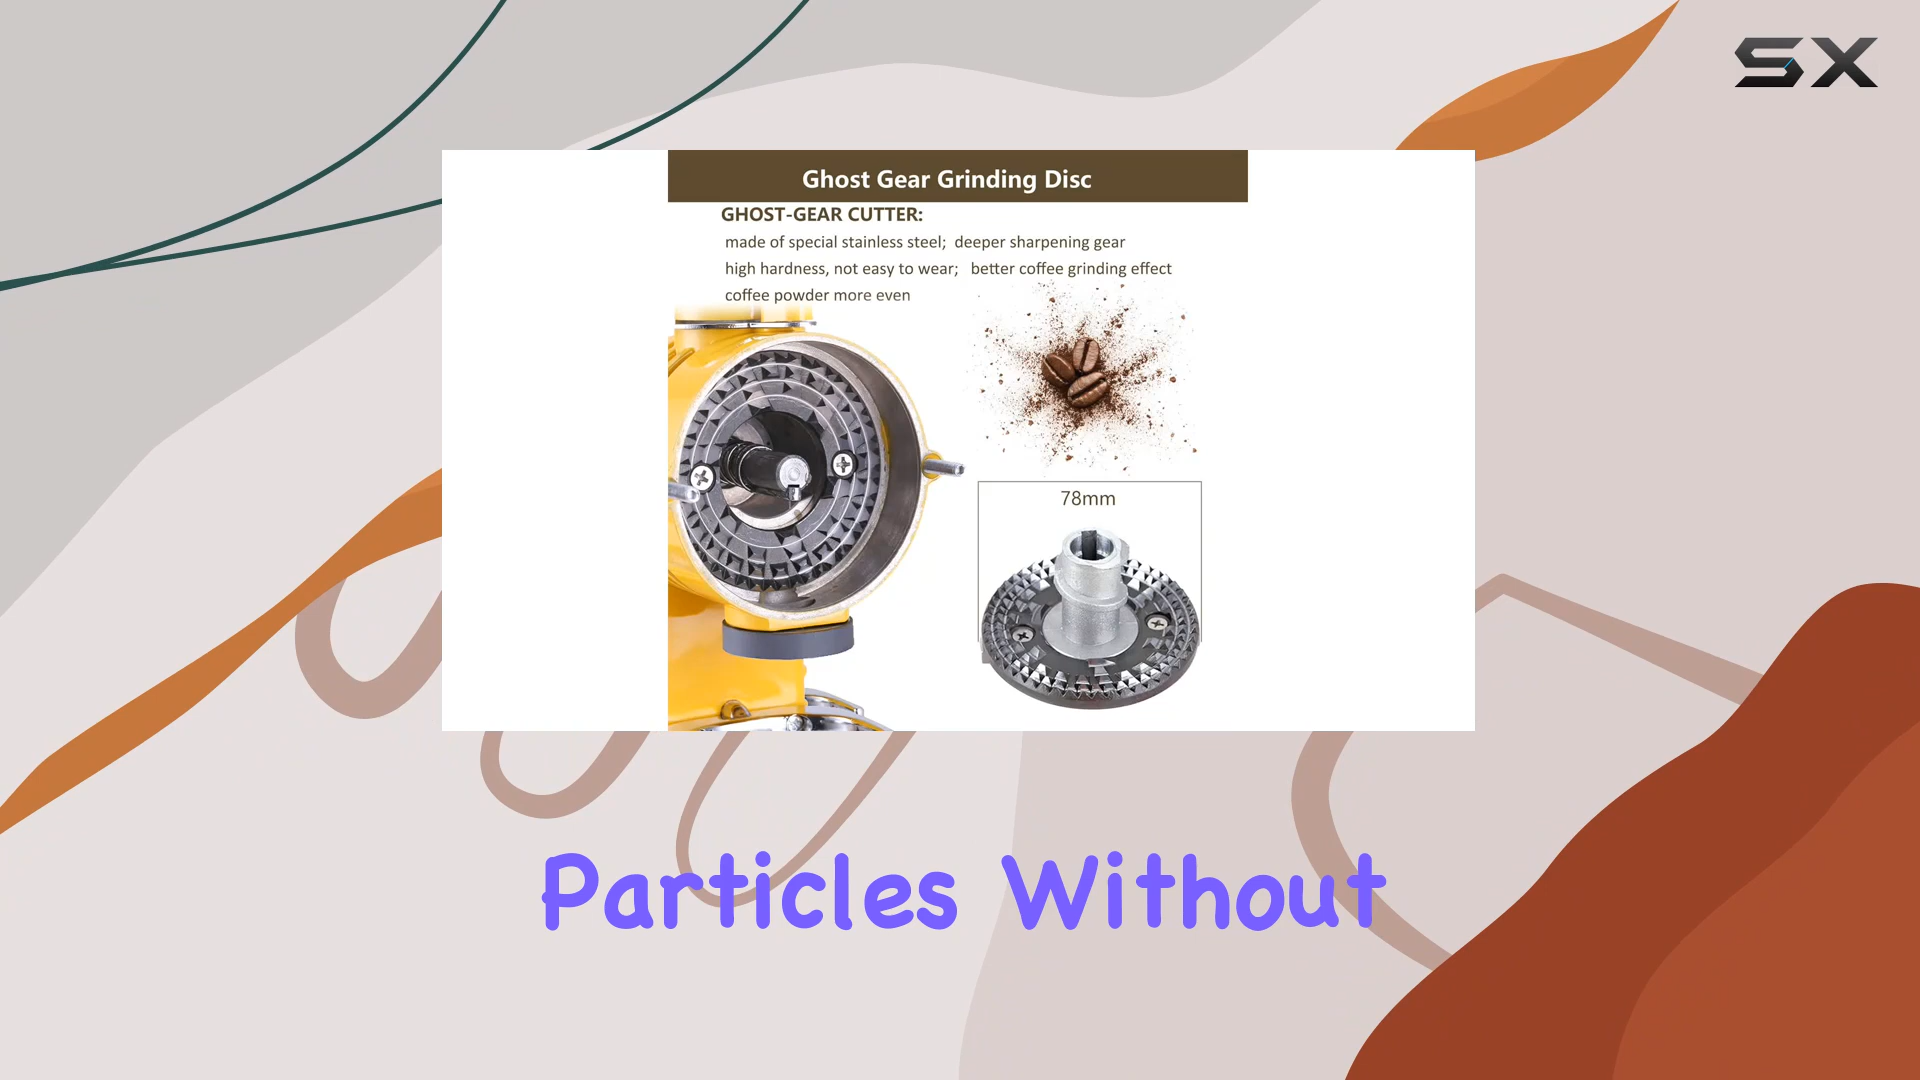 SX
Ghost Gear Grinding Disc
GHOST-GEAR CUTTER:
made of special stainless steel; deeper sharpening gear
high hardness, not easy to wear; better coffee grinding effect
coffee powder more even
78mm
Particles Without